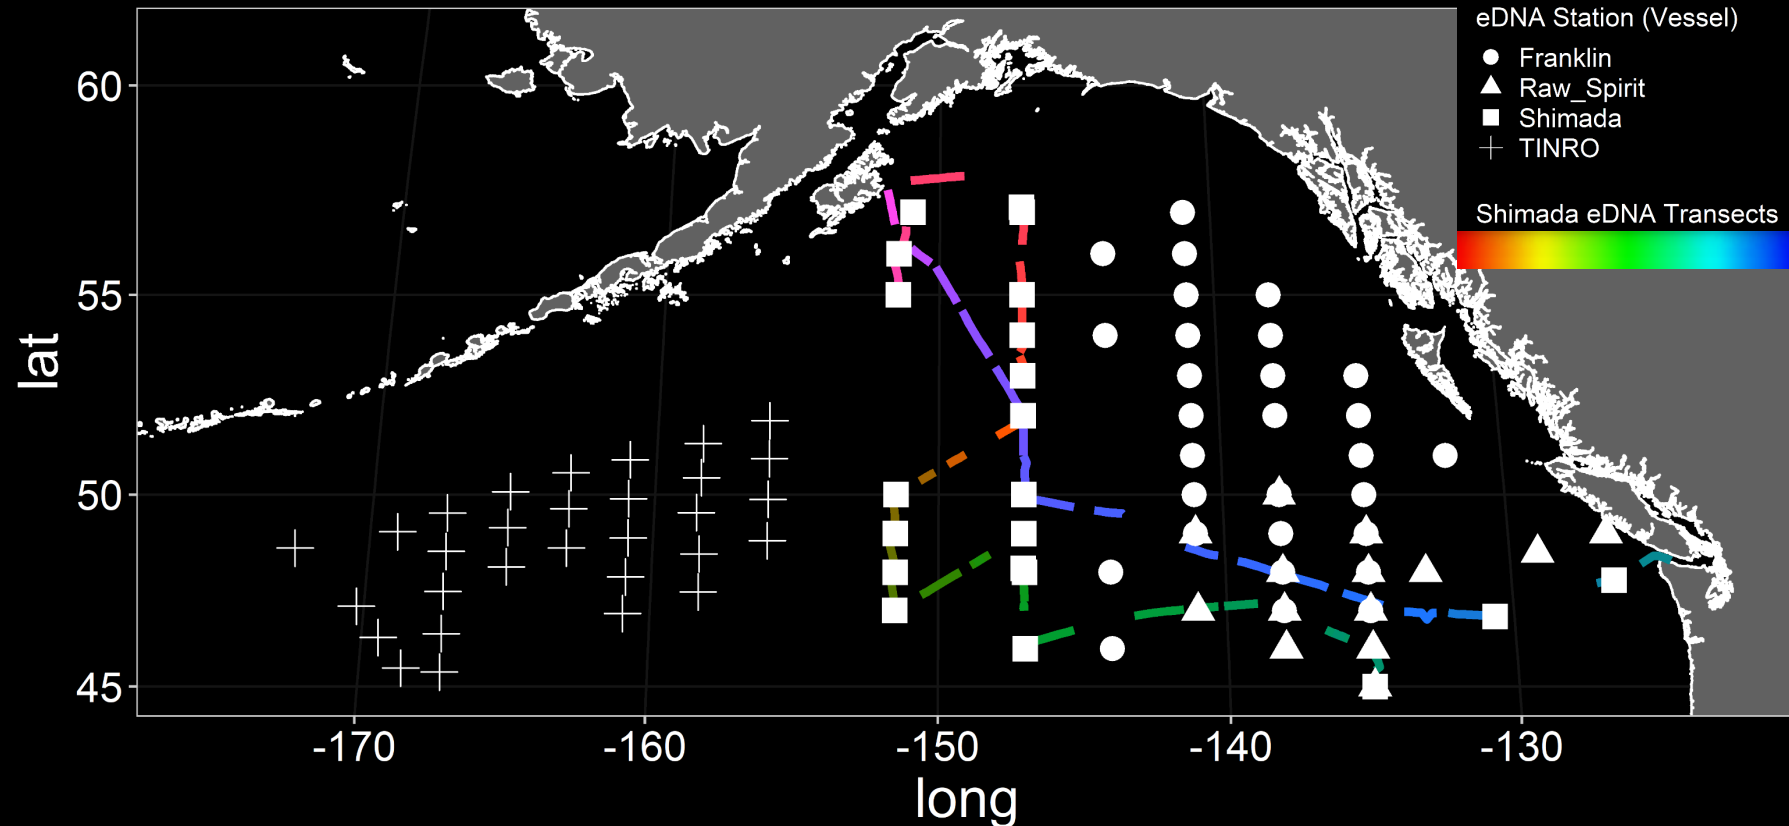 eDNA Station (Vessel)
Franklin
Raw_Spirit
Shimada
TINRO
Shimada eDNA Transects
60
55
50
45
lat
-170
-160
-150
-140
-130
long